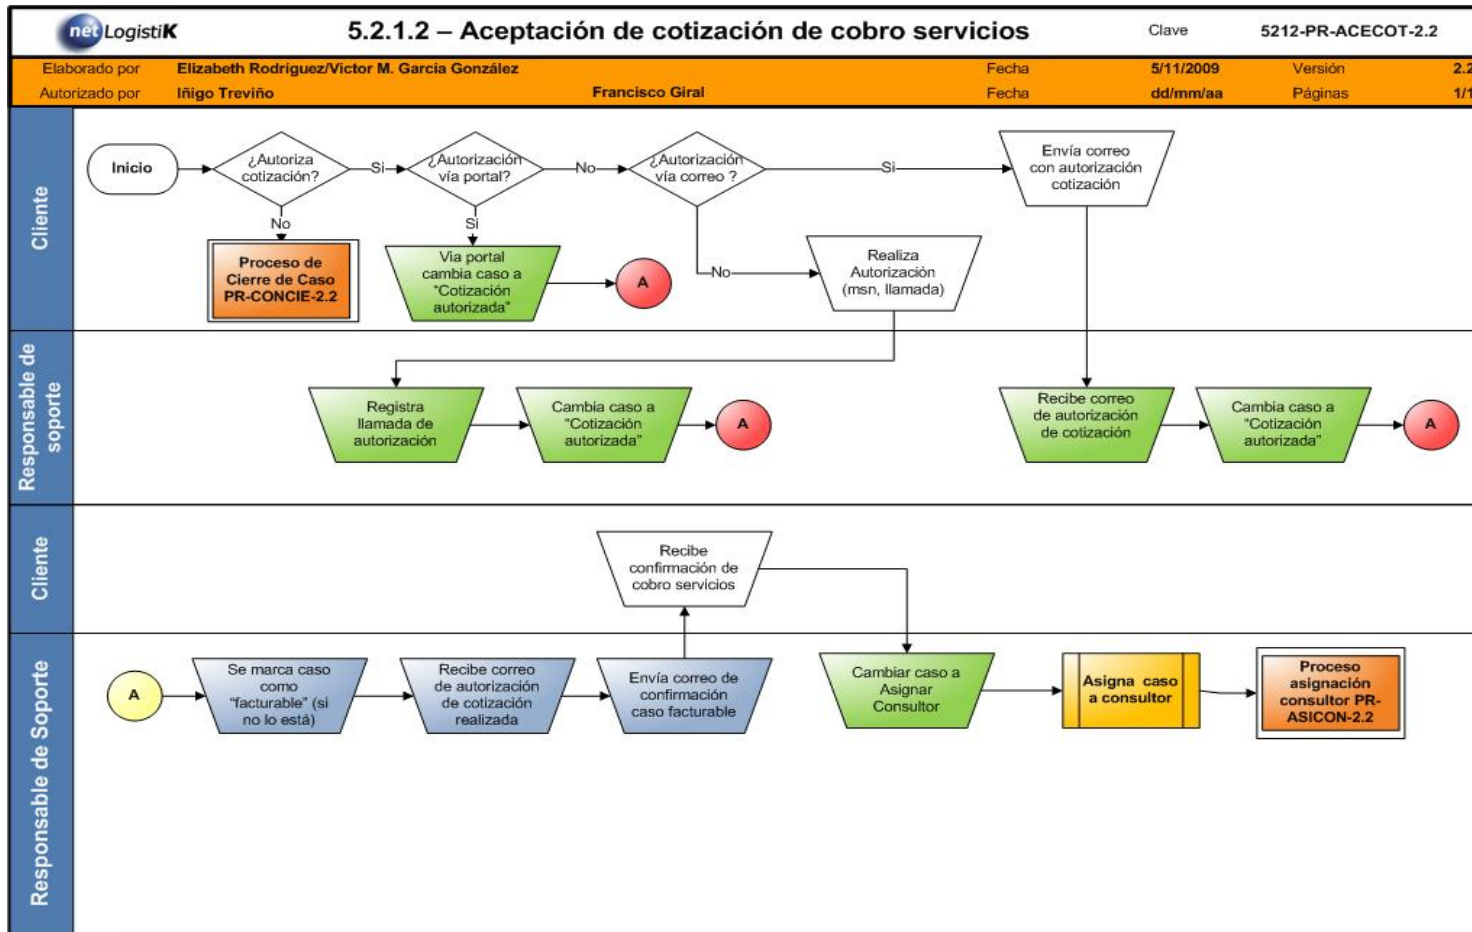 net LogistiK
5.2.1.2 – Aceptación de cotización de cobro servicios
Clave
5212-PR-ACECOT-2.2
Elaborado por
Elizabeth Rodríguez/Victor M. García González
Fecha
5/11/2009
Versión
2.2
Autorizado por
Iñigo Treviño
Francisco Giral
Fecha
dd/mm/aa
Páginas
1/1
Cliente
Inicio
¿Autoriza
cotización?
Si
¿Autorización
vía portal?
No
¿Autorización
vía correo ?
Si
Envía correo
con autorización
cotización
No
Proceso de
Cierre de Caso
PR-CONCIE-2.2
Si
Via portal
cambia caso a
"Cotización
autorizada"
A
No
Realiza
Autorización
(msn, llamada)
Responsable de
soporte
Registra
llamada de
autorización
Cambia caso a
"Cotización
autorizada"
A
Recibe correo
de autorización
de cotización
Cambia caso a
"Cotización
autorizada"
A
Cliente
Recibe
confirmación de
cobro servicios
Responsable de Soporte
A
Se marca caso
como
"facturable" (si
no lo está)
Recibe correo
de autorización
de cotización
realizada
Envía correo de
confirmación
caso facturable
Cambiar caso a
Asignar
Consultor
Asigna caso
a consultor
Proceso
asignación
consultor PR-
ASICON-2.2